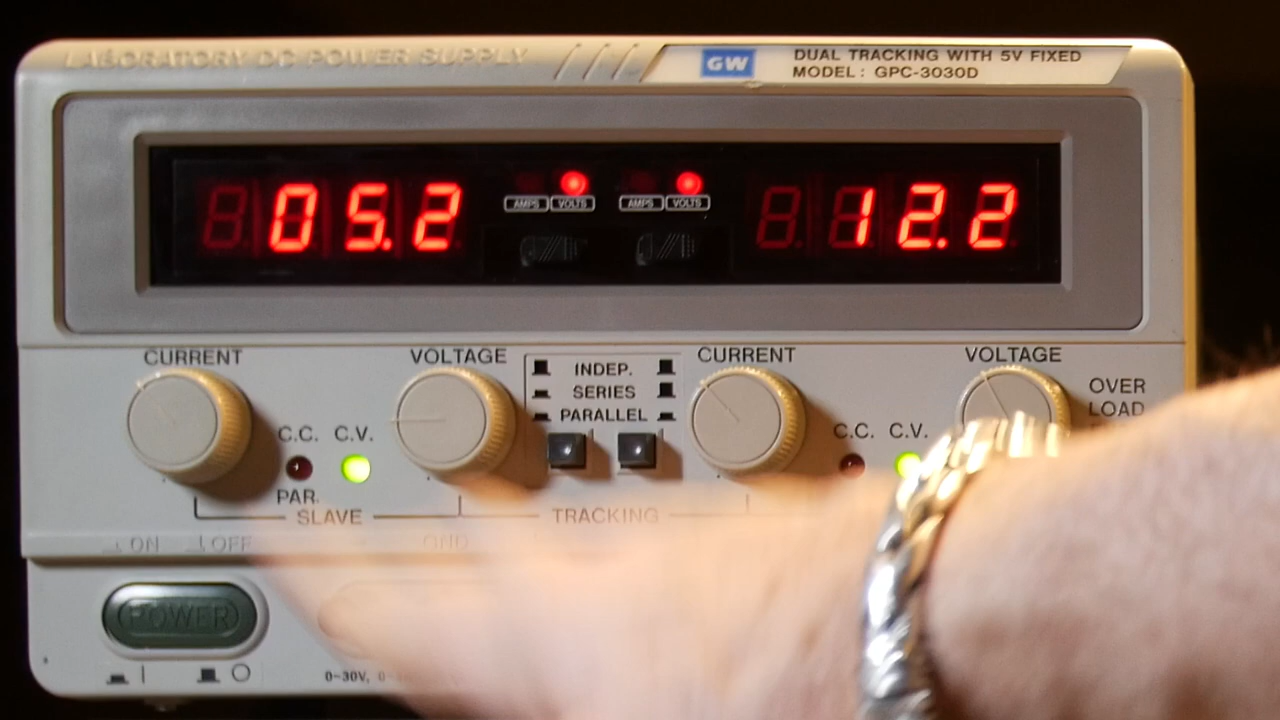 LABORATORY DC POWER SUPPLY
GW
DUAL TRACKING WITH 5V FIXED
MODEL : GPC-3030D
05.2
AMPS VOLTS
AMPS VOLTS
12.2
CURRENT
VOLTAGE
INDEP.
SERIES
PARALLEL
CURRENT
VOLTAGE
OVER
LOAD
C.C. C.V.
PAR.
SLAVE
TRACKING
C.C. C.V.
ON OFF
GND
POWER
0~30V,